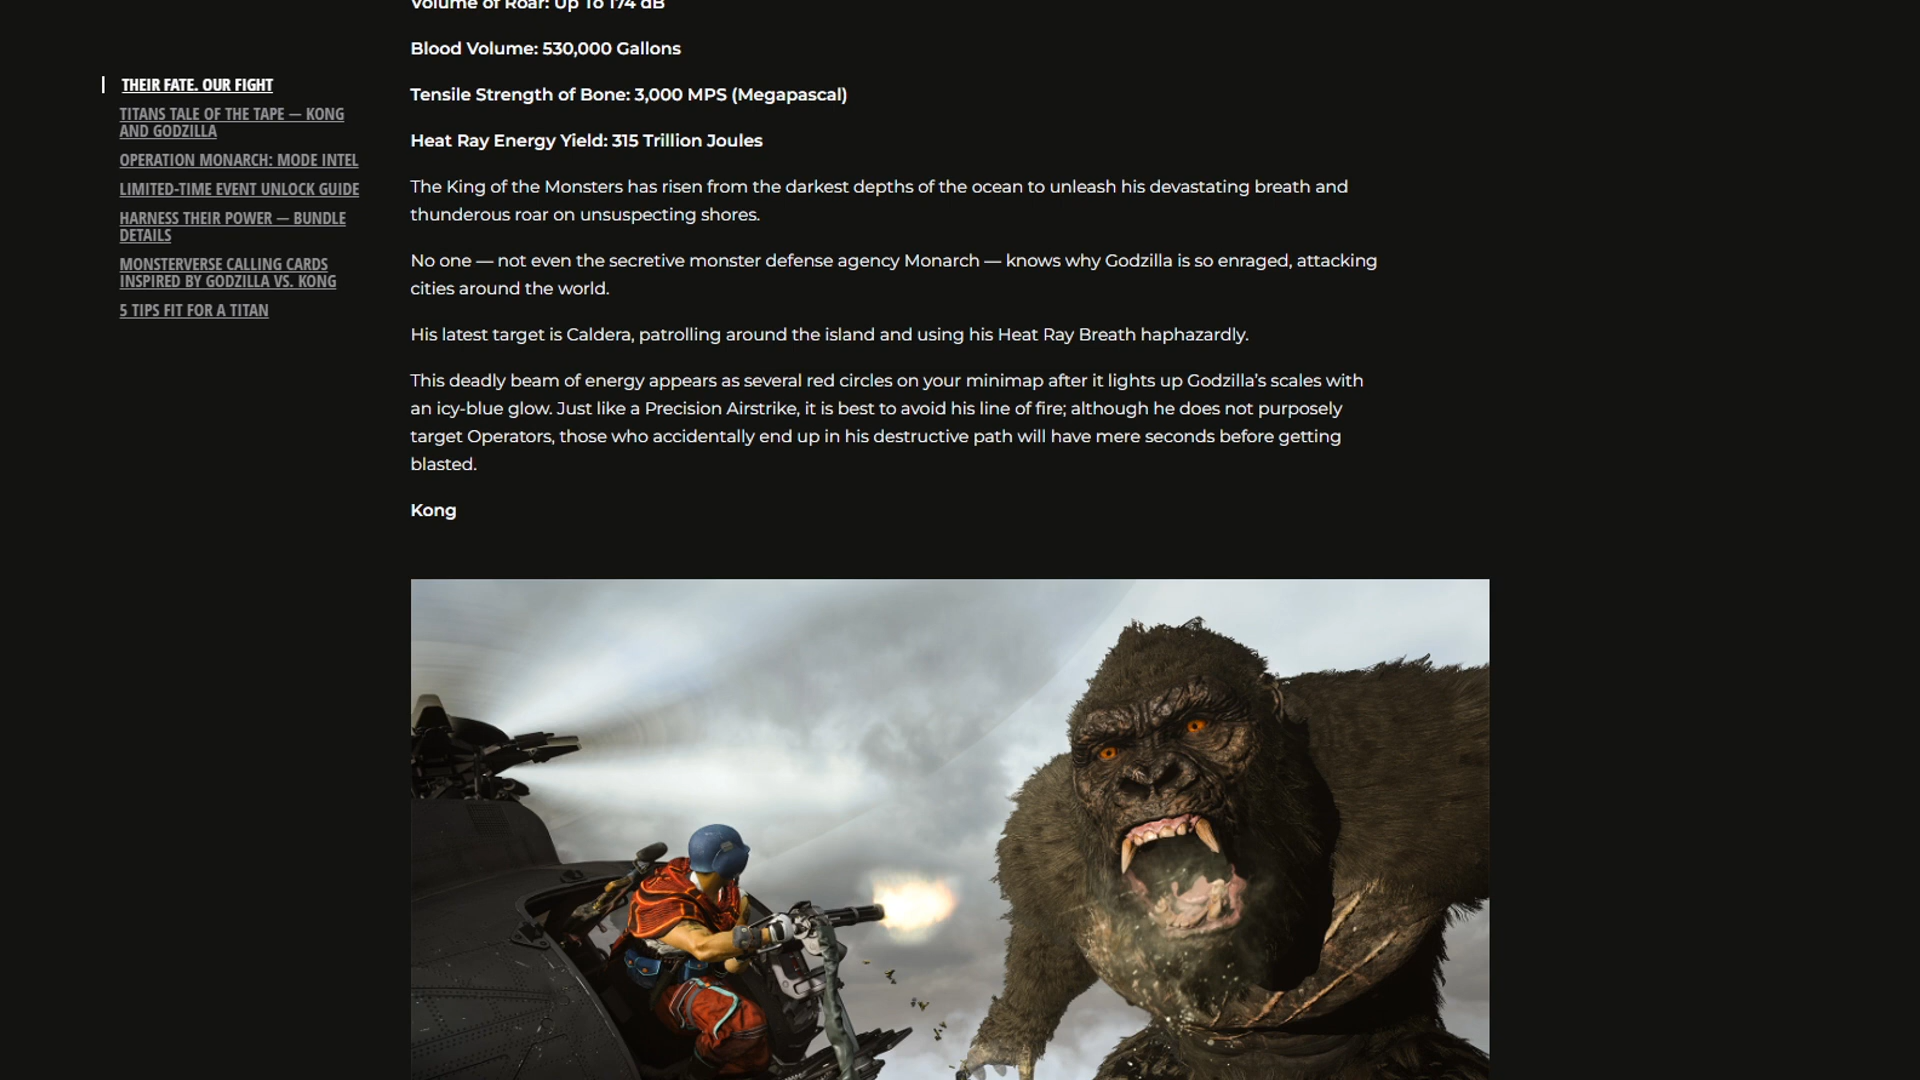 THEIR FATE. OUR FIGHT
TITANS TALE OF THE TAPE — KONG
AND GODZILLA
OPERATION MONARCH: MODE INTEL
LIMITED-TIME EVENT UNLOCK GUIDE
HARNESS THEIR POWER — BUNDLE
DETAILS
MONSTERVERSE CALLING CARDS
INSPIRED BY GODZILLA VS. KONG
5 TIPS FIT FOR A TITAN
Volume of Roar: Up To 174 dB
Blood Volume: 530,000 Gallons
Tensile Strength of Bone: 3,000 MPS (Megapascal)
Heat Ray Energy Yield: 315 Trillion Joules
The King of the Monsters has risen from the darkest depths of the ocean to unleash his devastating breath and
thunderous roar on unsuspecting shores.
No one — not even the secretive monster defense agency Monarch — knows why Godzilla is so enraged, attacking
cities around the world.
His latest target is Caldera, patrolling around the island and using his Heat Ray Breath haphazardly.
This deadly beam of energy appears as several red circles on your minimap after it lights up Godzilla’s scales with
an icy-blue glow. Just like a Precision Airstrike, it is best to avoid his line of fire; although he does not purposely
target Operators, those who accidentally end up in his destructive path will have mere seconds before getting
blasted.
Kong